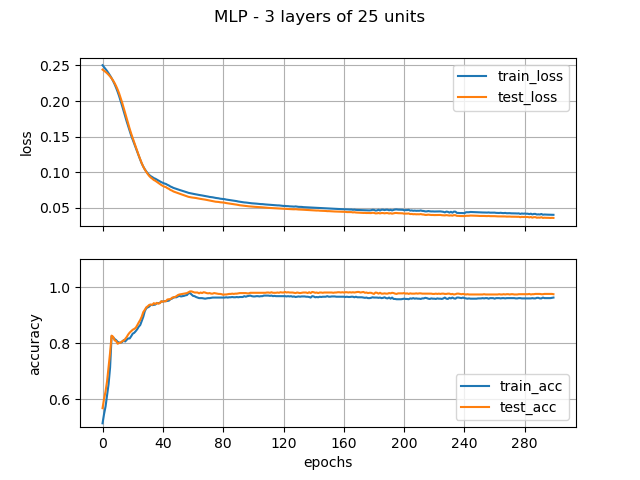 MLP - 3 layers of 25 units
0.25
0.20
0.15
0.10
0.05
loss
train_loss
test_loss
1.0
0.8
0.6
accuracy
train_acc
test_acc
0 40 80 120 160 200 240 280
epochs